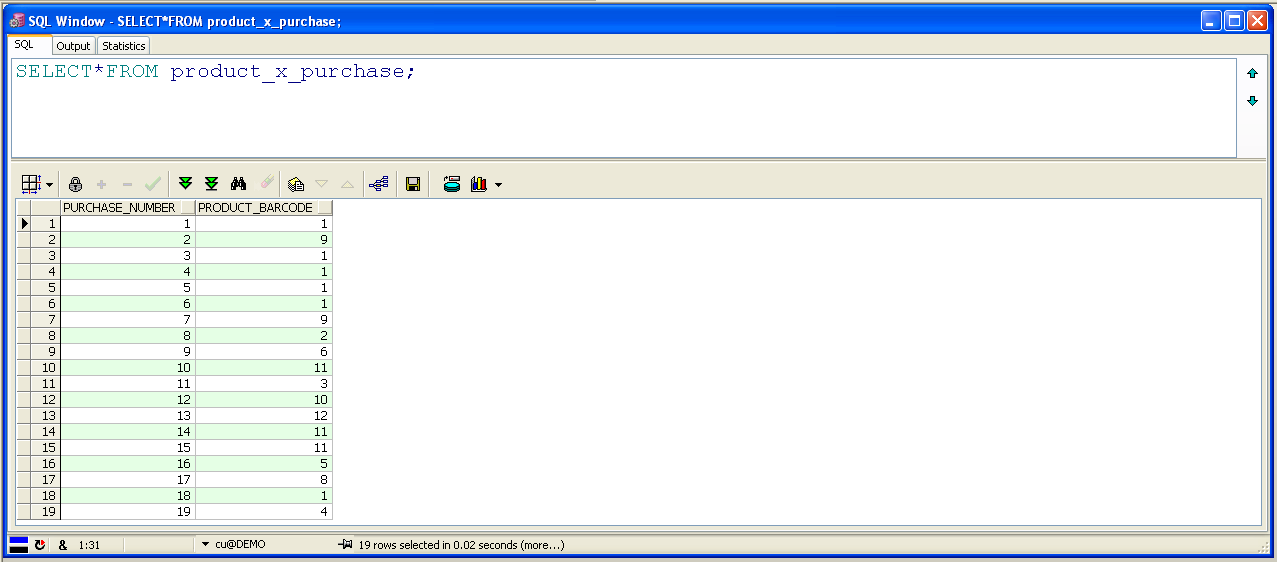 SQL Window - SELECT*FROM product_x_purchase;
SQL Output Statistics
SELECT*FROM product_x_purchase;
PURCHASE_NUMBER PRODUCT_BARCODE
1 1 1
2 2 9
3 3 1
4 4 1
5 5 1
6 6 1
7 7 9
8 8 2
9 9 6
10 10 11
11 11 3
12 12 10
13 13 12
14 14 11
15 15 11
16 16 5
17 17 8
18 18 1
19 19 4
& 1:31 cu@DEMO 19 rows selected in 0.02 seconds (more...)